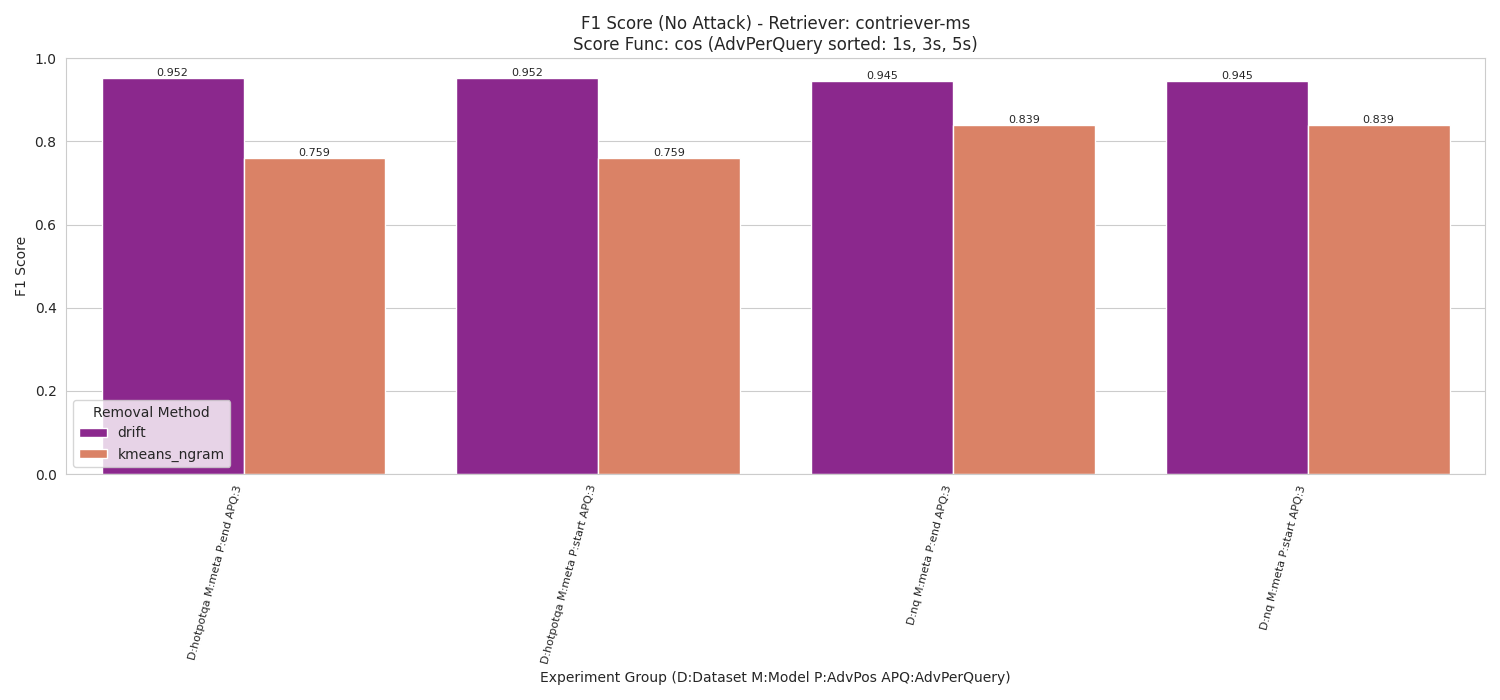 F1 Score (No Attack) - Retriever: contriever-ms
Score Func: cos (AdvPerQuery sorted: 1s, 3s, 5s)
F1 Score
1.0
0.8
0.6
0.4
0.2
0.0
0.952
0.759
0.952
0.759
0.945
0.839
0.945
0.839
Removal Method
drift
kmeans_ngram
D:hotpotqa M:meta P:end APQ:3
D:hotpotqa M:meta P:start APQ:3
D:nq M:meta P:end APQ:3
D:nq M:meta P:start APQ:3
Experiment Group (D:Dataset M:Model P:AdvPos APQ:AdvPerQuery)